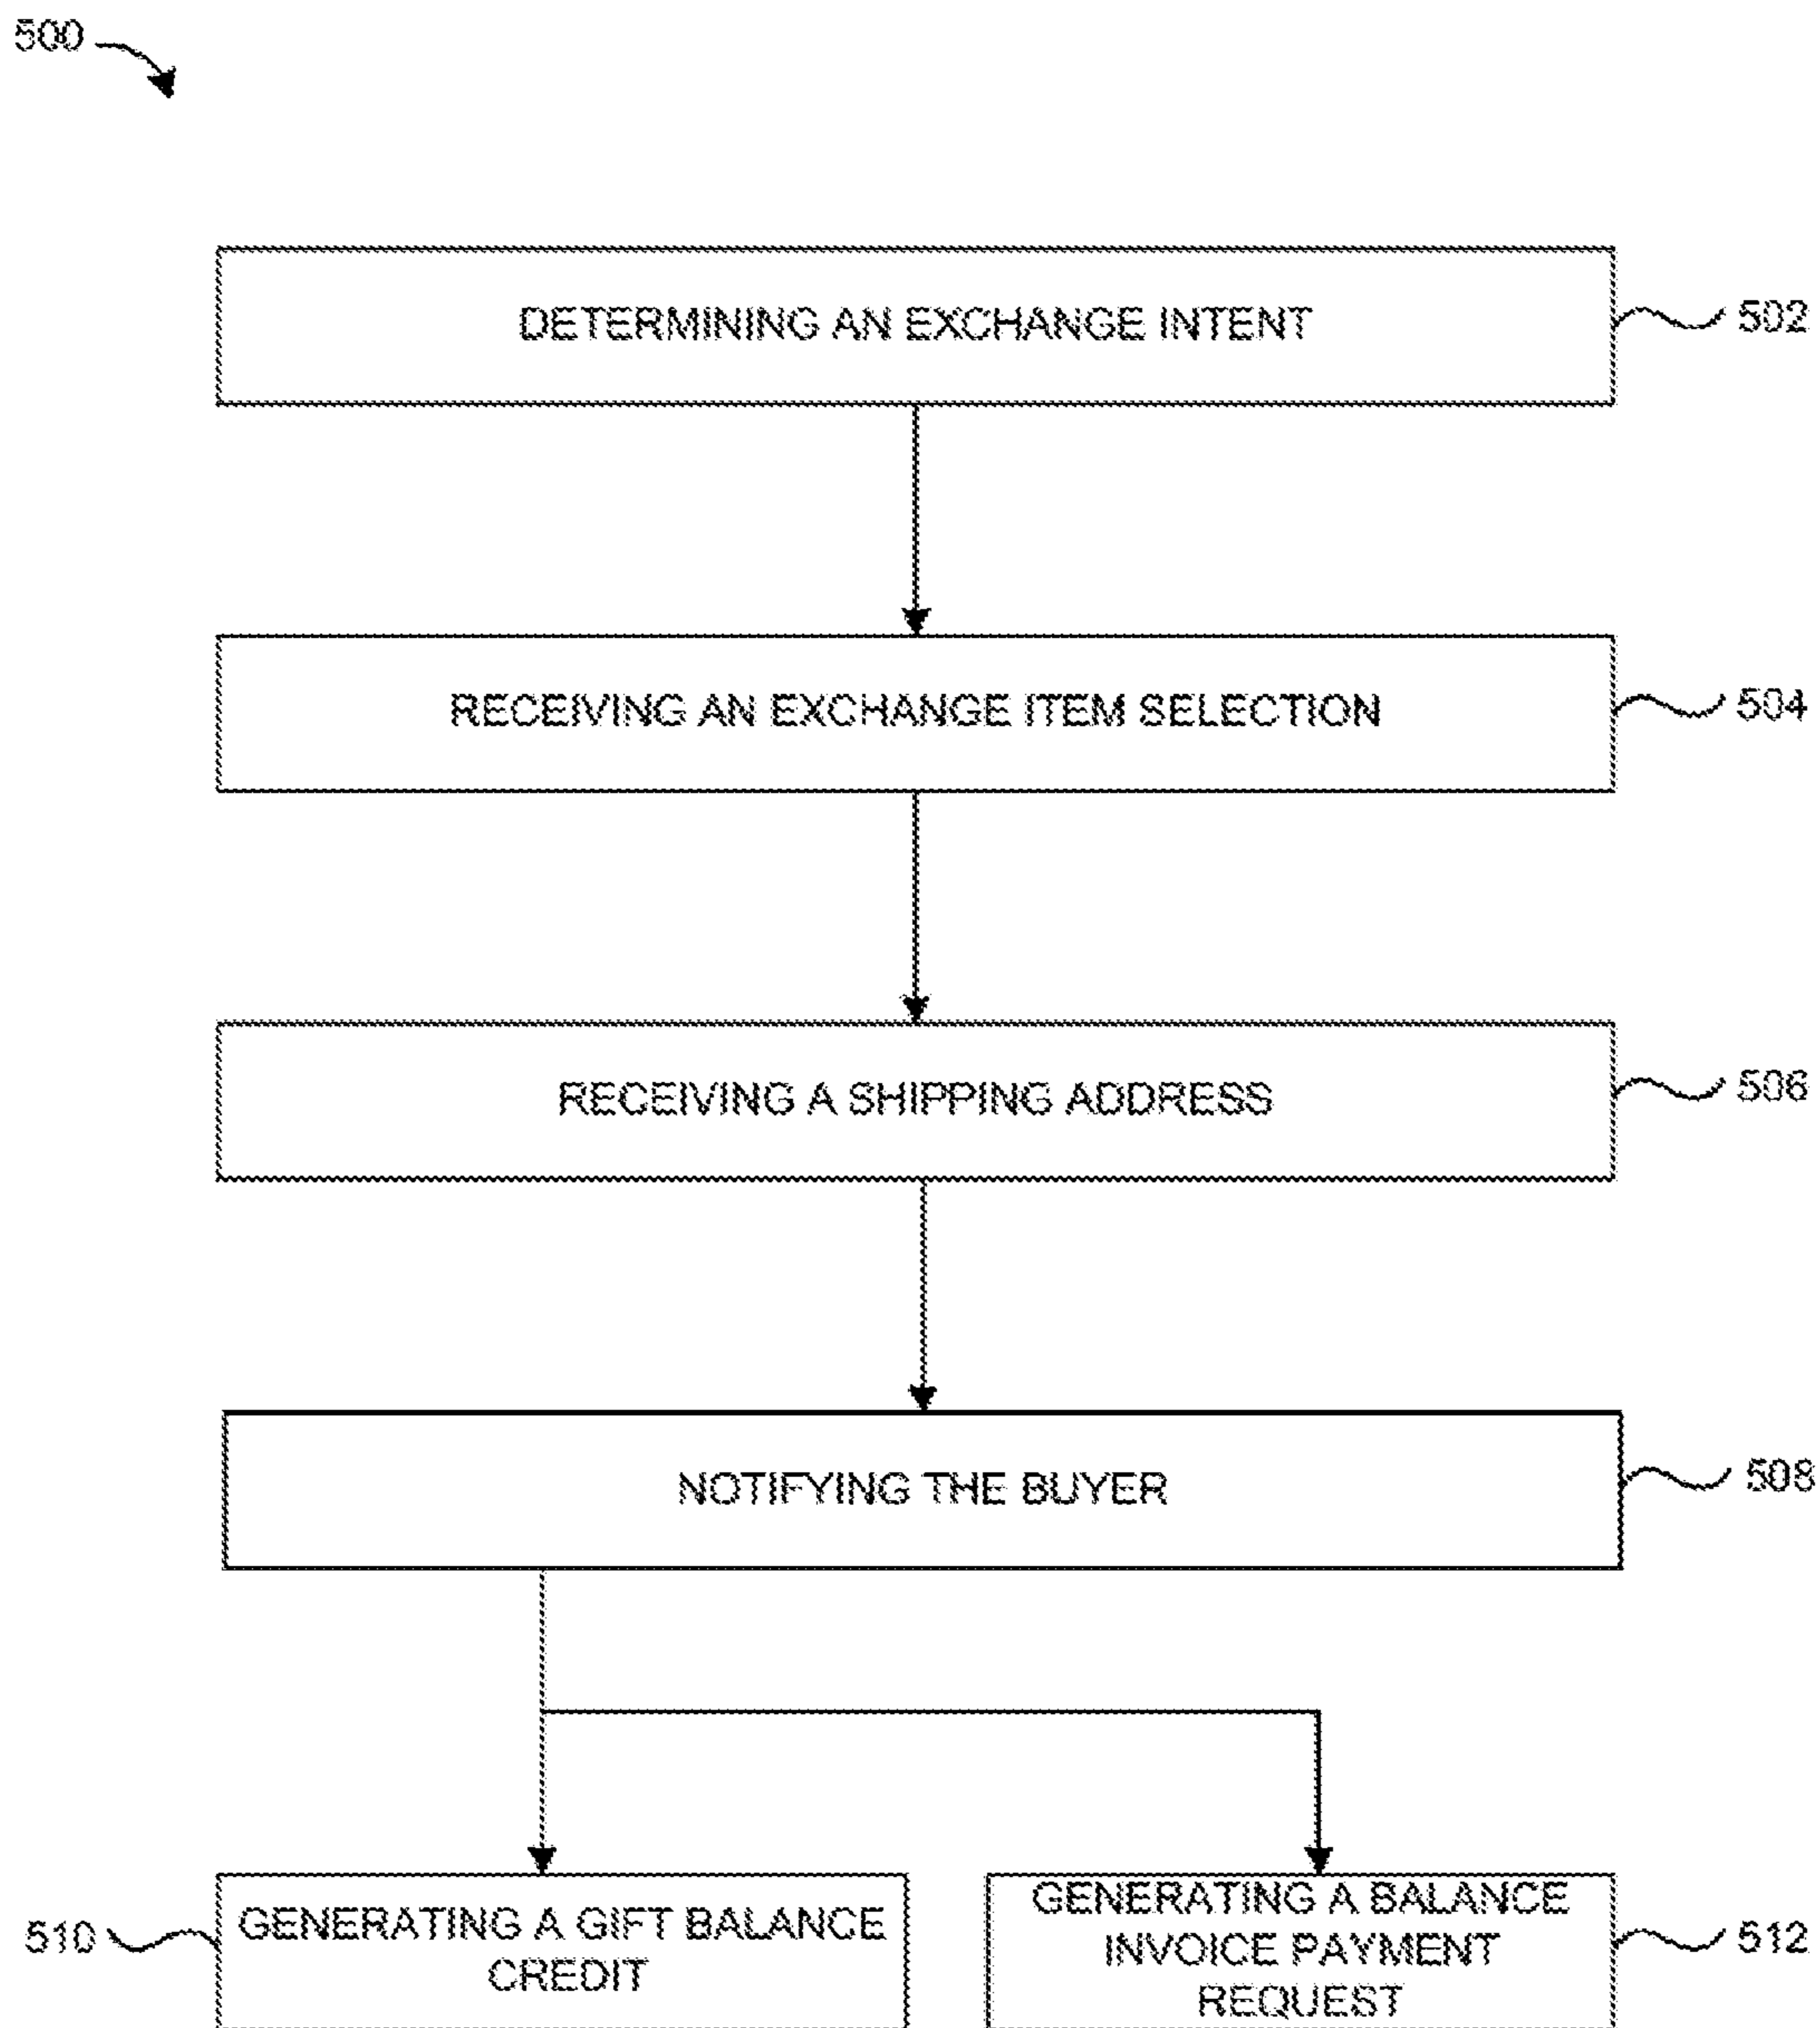 500
DETERMINING AN EXCHANGE INTENT
502
RECEIVING AN EXCHANGE ITEM SELECTION
504
RECEIVING A SHIPPING ADDRESS
506
NOTIFYING THE BUYER
508
510
GENERATING A GIFT BALANCE
CREDIT
GENERATING A BALANCE
INVOICE PAYMENT
REQUEST
512